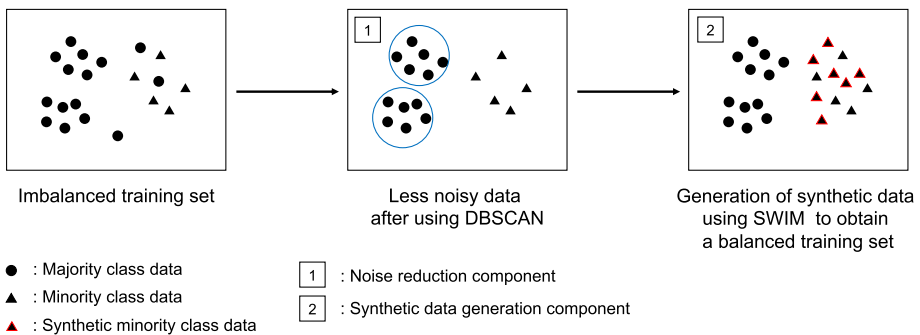 1
2
Imbalanced training set
Less noisy data
after using DBSCAN
Generation of synthetic data
using SWIM to obtain
a balanced training set
: Majority class data
: Minority class data
: Synthetic minority class data
1 : Noise reduction component
2 : Synthetic data generation component